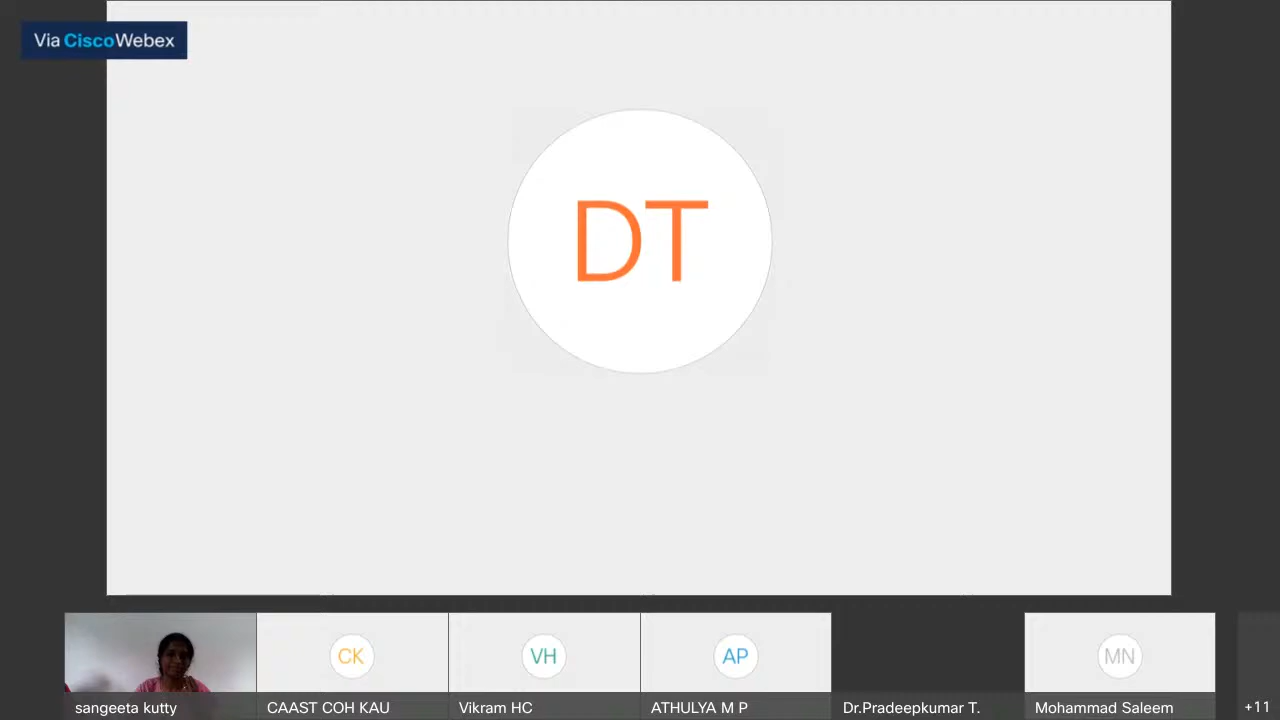 Via CiscoWebex
DT
CK
VH
AP
MN
sangeeta kutty
CAAST COH KAU
Vikram HC
ATHULYA M P
Dr.Pradeepkumar T.
Mohammad Saleem
+11